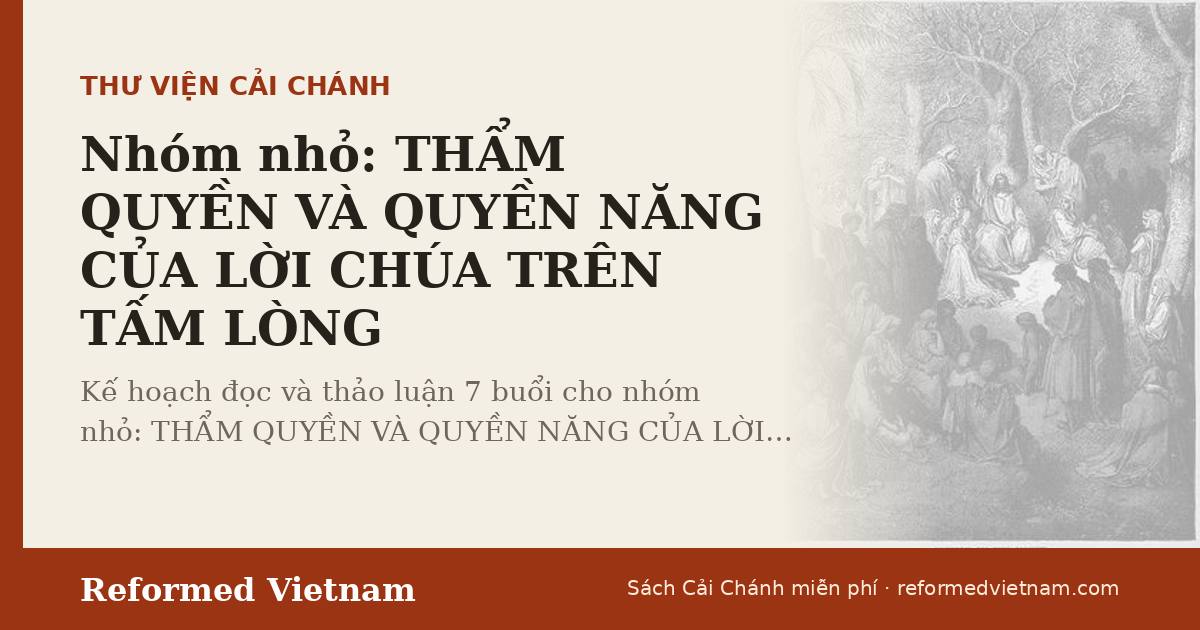 THƯ VIỆN CẢI CHÁNH
Nhóm nhỏ: THẨM
QUYỀN VÀ QUYỀN NĂNG
CỦA LỜI CHÚA TRÊN
TẤM LÒNG
Kế hoạch đọc và thảo luận 7 buổi cho nhóm
nhỏ: THẨM QUYỀN VÀ QUYỀN NĂNG CỦA LỜI...
Reformed Vietnam
Sách Cải Chánh miễn phí · reformedvietnam.com